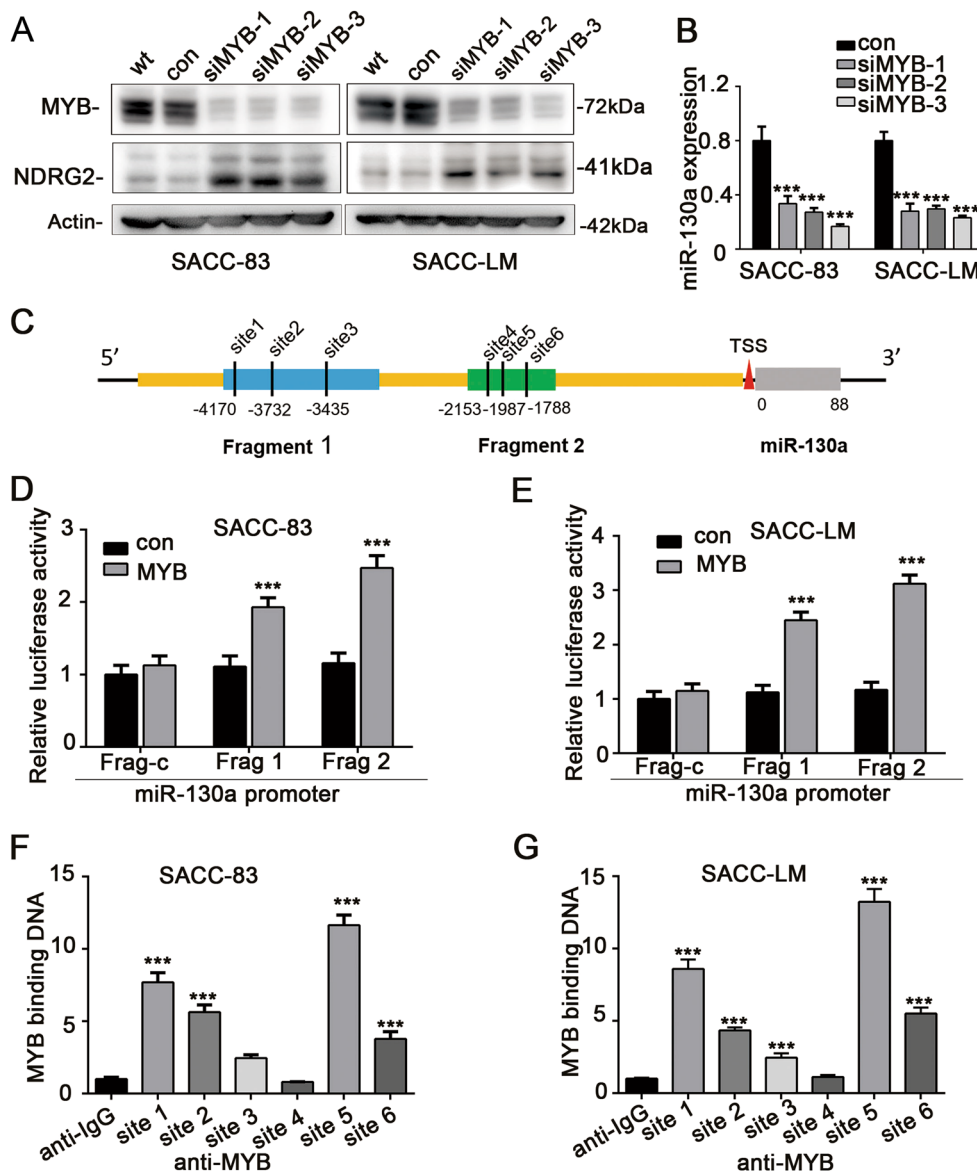 A
wt con siMYB-1 siMYB-2 siMYB-3 wt con siMYB-1 siMYB-2 siMYB-3
MYB- -72kDa
NDRG2- -41kDa
Actin- -42kDa
SACC-83 SACC-LM
B
con
siMYB-1
siMYB-2
siMYB-3
miR-130a expression
1.2
0.8
0.4
0
*** *** *** *** *** ***
SACC-83 SACC-LM
C
5’ site1 site2 site3 site4 site5 site6 TSS 3’
-4170 -3732 -3435 -2153 -1987 -1788 0 88
Fragment 1 Fragment 2 miR-130a
D
SACC-83
con
MYB
Relative luciferase activity
3
2
1
0
*** ***
Frag-c Frag 1 Frag 2
miR-130a promoter
E
SACC-LM
con
MYB
Relative luciferase activity
4
3
2
1
0
*** ***
Frag-c Frag 1 Frag 2
miR-130a promoter
F
SACC-83
MYB binding DNA
15
10
5
0
*** *** *** ***
anti-IgG site 1 site 2 site 3 site 4 site 5 site 6
anti-MYB
G
SACC-LM
MYB binding DNA
15
10
5
0
*** *** *** *** ***
anti-IgG site 1 site 2 site 3 site 4 site 5 site 6
anti-MYB